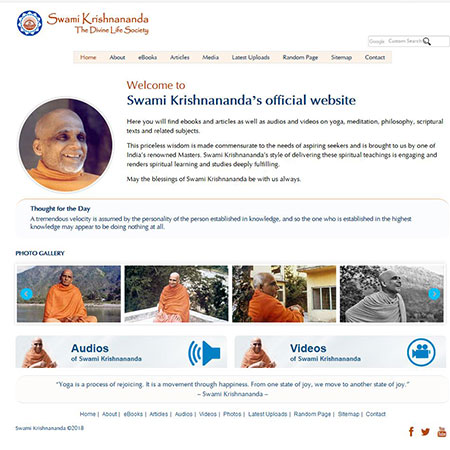 Swami Krishnananda
The Divine Life Society
Google Custom Search
Home About eBooks Articles Media Latest Uploads Random Page Sitemap Contact
Welcome to
Swami Krishnananda's official website
Here you will find ebooks and articles as well as audios and videos on yoga, meditation, philosophy, scriptural
texts and related subjects.
This priceless wisdom is made commensurate to the needs of aspiring seekers and is brought to us by one of
India's renowned Masters. Swami Krishnananda's style of delivering these spiritual teachings is engaging and
renders spiritual learning and studies deeply fulfilling.
May the blessings of Swami Krishnananda be with us always.
Thought for the Day
A tremendous velocity is assumed by the personality of the person established in knowledge, and so the one who is established in the highest
knowledge may appear to be doing nothing at all.
PHOTO GALLERY
Audios
of Swami Krishnananda
Videos
of Swami Krishnananda
"Yoga is a process of rejoicing. It is a movement through happiness. From one state of joy, we move to another state of joy."
~ Swami Krishnananda ~
Home | About | eBooks | Articles | Audios | Videos | Photos | Latest Uploads | Random Page | Sitemap | Contact
Swami Krishnananda ©2018